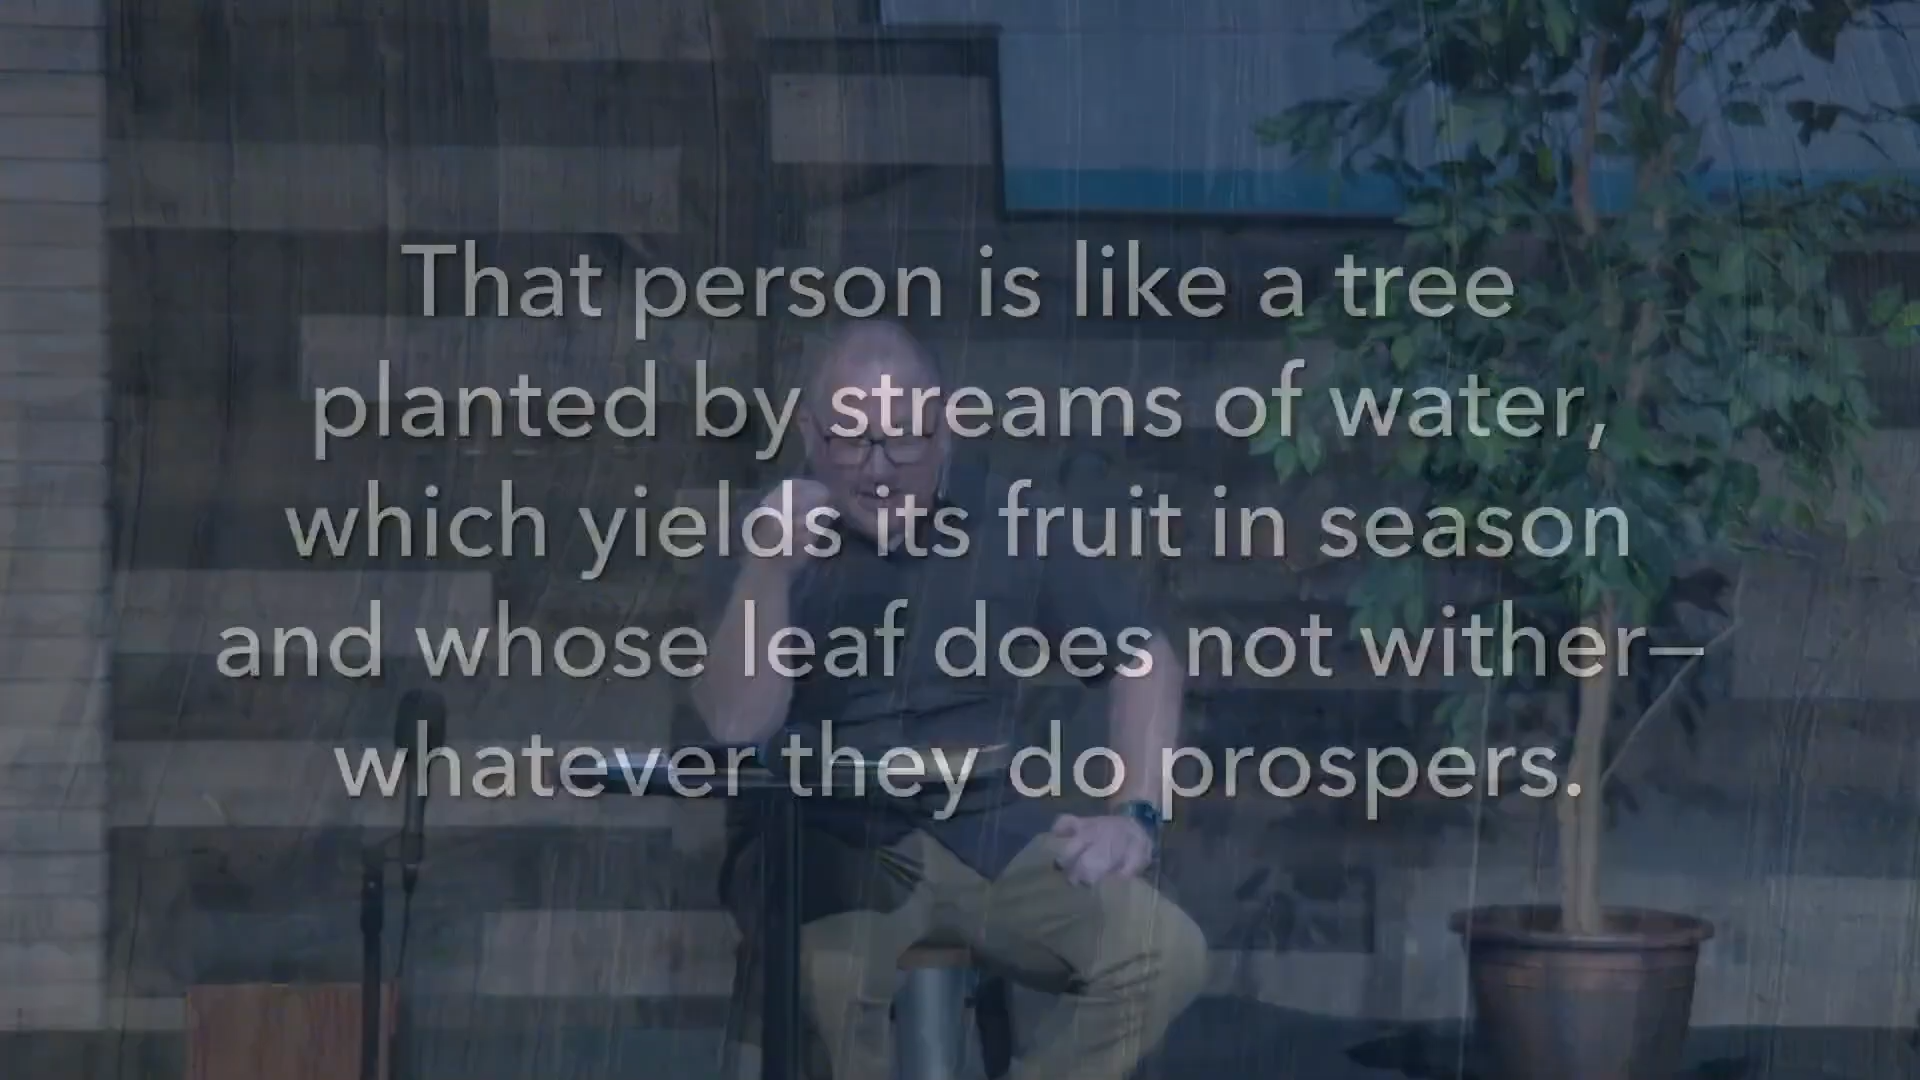 That person is like a tree
planted by streams of water,
which yields its fruit in season
and whose leaf does not wither—
whatever they do prospers.